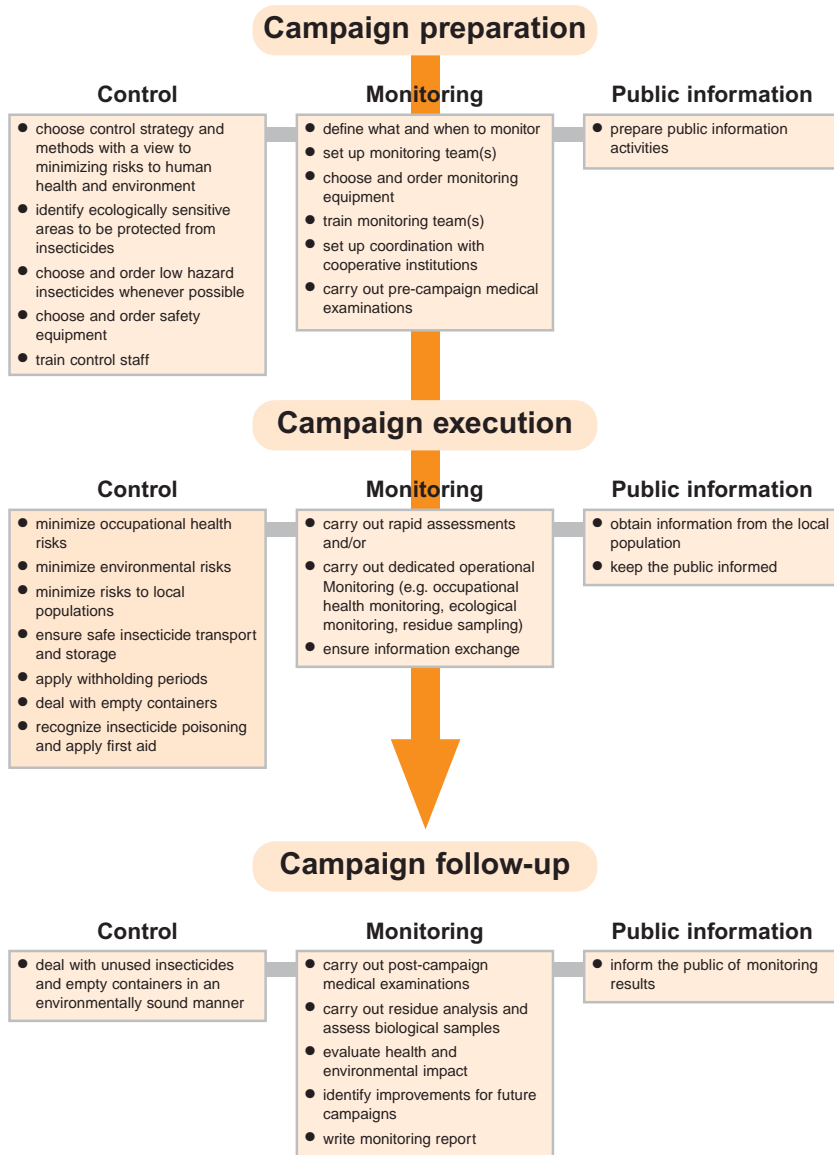 Campaign preparation
Control
● choose control strategy and
methods with a view to
minimizing risks to human
health and environment
● identify ecologically sensitive
areas to be protected from
insecticides
● choose and order low hazard
insecticides whenever possible
● choose and order safety
equipment
● train control staff
Monitoring
● define what and when to monitor
● set up monitoring team(s)
● choose and order monitoring
equipment
● train monitoring team(s)
● set up coordination with
cooperative institutions
● carry out pre-campaign medical
examinations
Public information
● prepare public information
activities
Campaign execution
Control
● minimize occupational health
risks
● minimize environmental risks
● minimize risks to local
populations
● ensure safe insecticide transport
and storage
● apply withholding periods
● deal with empty containers
● recognize insecticide poisoning
and apply first aid
Monitoring
● carry out rapid assessments
and/or
● carry out dedicated operational
Monitoring (e.g. occupational
health monitoring, ecological
monitoring, residue sampling)
● ensure information exchange
Public information
● obtain information from the local
population
● keep the public informed
Campaign follow-up
Control
● deal with unused insecticides
and empty containers in an
environmentally sound manner
Monitoring
● carry out post-campaign
medical examinations
● carry out residue analysis and
assess biological samples
● evaluate health and
environmental impact
● identify improvements for future
campaigns
● write monitoring report
Public information
● inform the public of monitoring
results